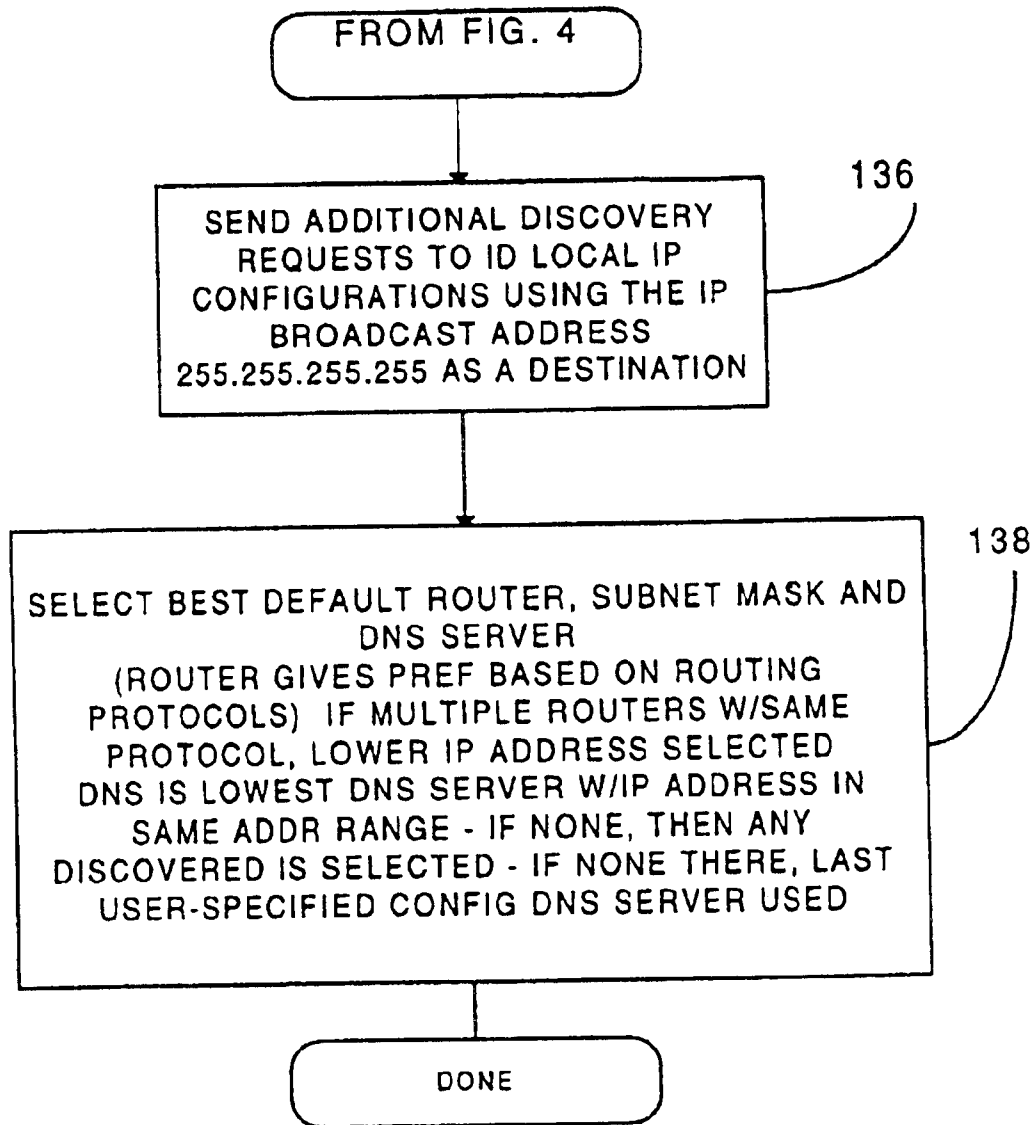 FROM FIG. 4
136
SEND ADDITIONAL DISCOVERY
REQUESTS TO ID LOCAL IP
CONFIGURATIONS USING THE IP
BROADCAST ADDRESS
255.255.255.255 AS A DESTINATION
138
SELECT BEST DEFAULT ROUTER, SUBNET MASK AND
DNS SERVER
(ROUTER GIVES PREF BASED ON ROUTING
PROTOCOLS) IF MULTIPLE ROUTERS W/SAME
PROTOCOL, LOWER IP ADDRESS SELECTED
DNS IS LOWEST DNS SERVER W/IP ADDRESS IN
SAME ADDR RANGE - IF NONE, THEN ANY
DISCOVERED IS SELECTED - IF NONE THERE, LAST
USER-SPECIFIED CONFIG DNS SERVER USED
DONE